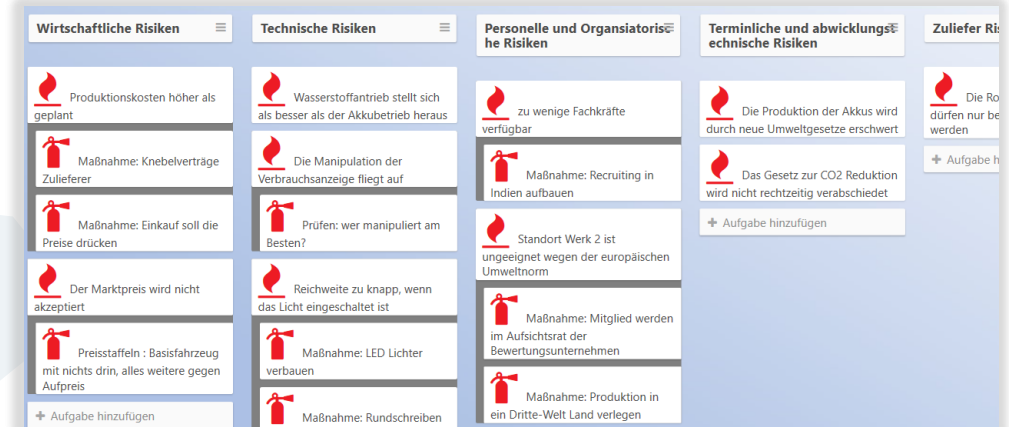 Wirtschaftliche Risiken
Produktionskosten höher als
geplant
Maßnahme: Knebelverträge
Zulieferer
Maßnahme: Einkauf soll die
Preise drücken
Der Marktpreis wird nicht
akzeptiert
Preisstaffeln : Basisfahrzeug
mit nichts drin, alles weitere gegen
Aufpreis
+ Aufgabe hinzufügen
Technische Risiken
Wasserstoffantrieb stellt sich
als besser als der Akkubetrieb heraus
Die Manipulation der
Verbrauchsanzeige fliegt auf
Prüfen: wer manipuliert am
Besten?
Reichweite zu knapp, wenn
das Licht eingeschaltet ist
Maßnahme: LED Lichter
verbauen
Maßnahme: Rundschreiben
Personelle und Organsiatorisc
he Risiken
zu wenige Fachkräfte
verfügbar
Maßnahme: Recruiting in
Indien aufbauen
Standort Werk 2 ist
ungeeignet wegen der europäischen
Umweltnorm
Maßnahme: Mitglied werden
im Aufsichtsrat der
Bewertungsunternehmen
Maßnahme: Produktion in
ein Dritte-Welt Land verlegen
Terminliche und abwicklungst
echnische Risiken
Die Produktion der Akkus wird
durch neue Umweltgesetze erschwert
Das Gesetz zur CO2 Reduktion
wird nicht rechtzeitig verabschiedet
+ Aufgabe hinzufügen
Zuliefer
Die
dürfen nur
werden
+ Aufgabe